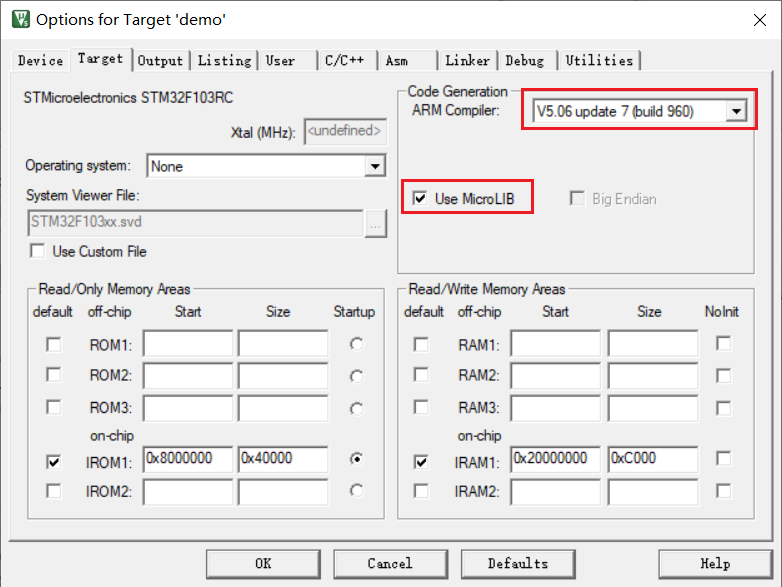 Options for Target 'demo'
Device Target Output Listing User C/C++ Asm Linker Debug Utilities
STMicroelectronics STM32F103RC
Xtal (MHz): <undefined>
Operating system: None
System Viewer File:
STM32F103xx.svd ...
Use Custom File
Code Generation
ARM Compiler: V5.06 update 7 (build 960)
Use MicroLIB Big Endian
Read/Only Memory Areas
default off-chip Start Size Startup
ROM1:
ROM2:
ROM3:
on-chip
IROM1: 0x8000000 0x40000
IROM2:
Read/Write Memory Areas
default off-chip Start Size NoInit
RAM1:
RAM2:
RAM3:
on-chip
IRAM1: 0x20000000 0xC000
IRAM2:
OK Cancel Defaults Help